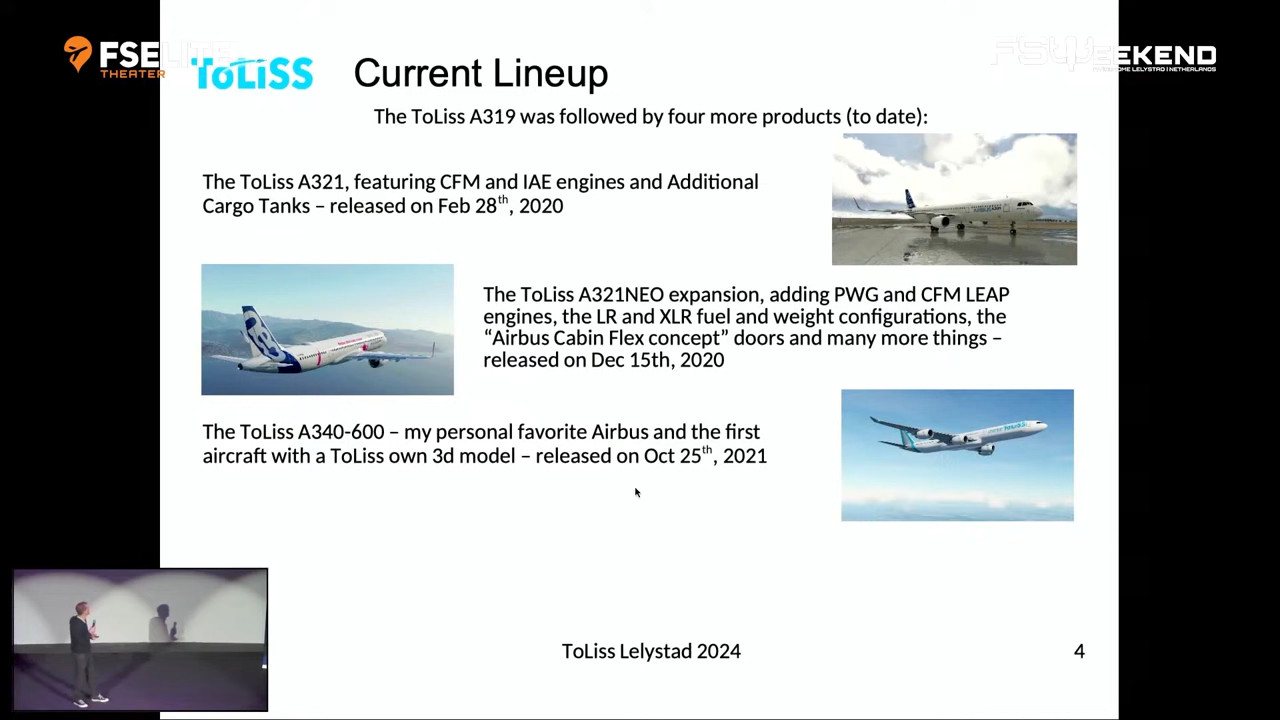 FSELITE
THEATER
FSWEEKEND
ToLiSS
Current Lineup
The ToLiss A319 was followed by four more products (to date):
The ToLiss A321, featuring CFM and IAE engines and Additional
Cargo Tanks – released on Feb 28th, 2020
The ToLiss A321NEO expansion, adding PWG and CFM LEAP
engines, the LR and XLR fuel and weight configurations, the
“Airbus Cabin Flex concept” doors and many more things –
released on Dec 15th, 2020
The ToLiss A340-600 – my personal favorite Airbus and the first
aircraft with a ToLiss own 3d model – released on Oct 25th, 2021
ToLiss Lelystad 2024
4